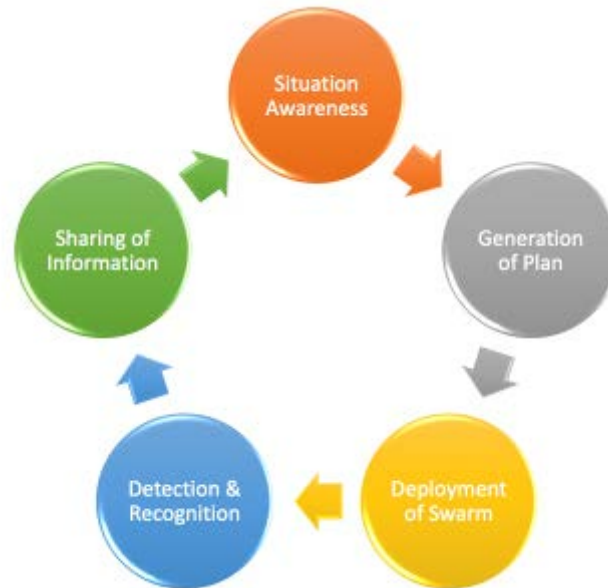 Situation
Awareness
Generation
of Plan
Deployment
of Swarm
Detection &
Recognition
Sharing of
Information